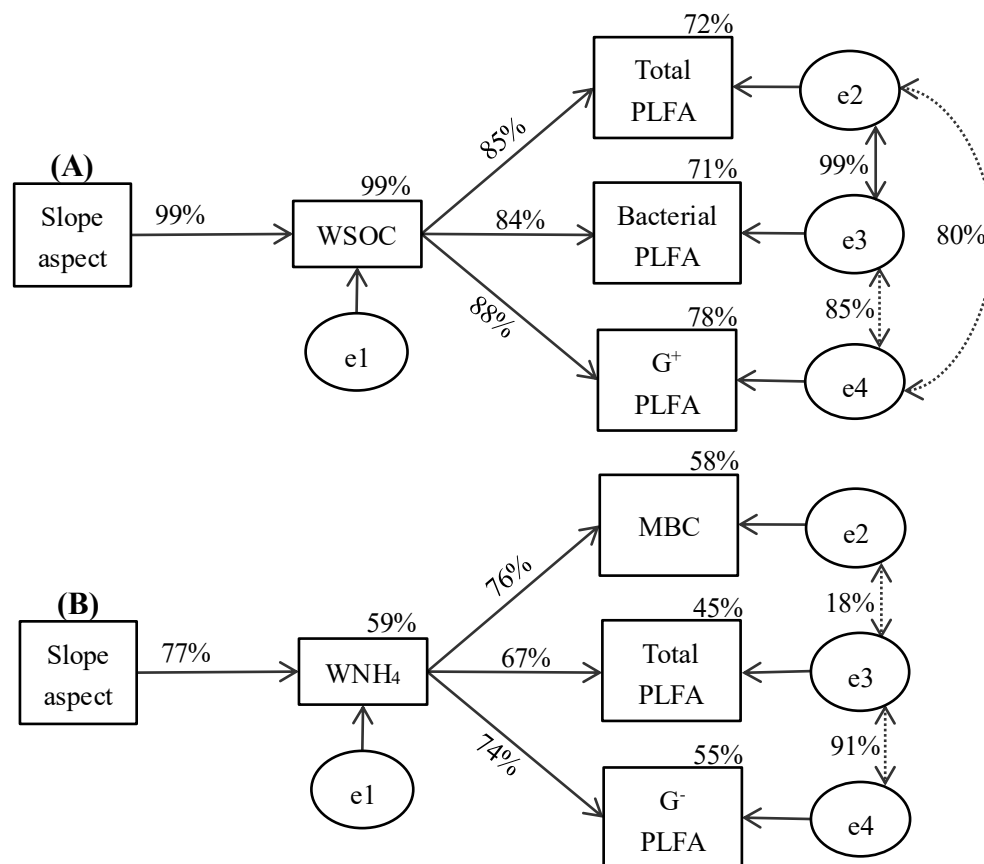 72%
Total
PLFA
e2
85%
(A)
99%
71%
Slope
aspect
99%
99%
WSOC
84%
Bacterial
PLFA
e3
80%
88%
85%
78%
e1
G⁺
PLFA
e4
58%
MBC
e2
76%
(B)
18%
59%
45%
Slope
aspect
77%
WNH₄
67%
Total
PLFA
e3
74%
91%
55%
e1
G⁻
PLFA
e4